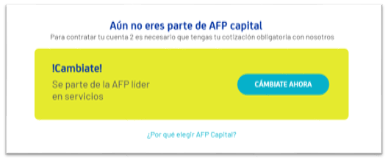 Aún no eres parte de AFP capital
Para contratar tu cuenta 2 es necesario que tengas tu cotización obligatoria con nosotros
!Cambiate!
Se parte de la AFP líder
en servicios
CÁMBIATE AHORA
¿Por qué elegir AFP Capital?